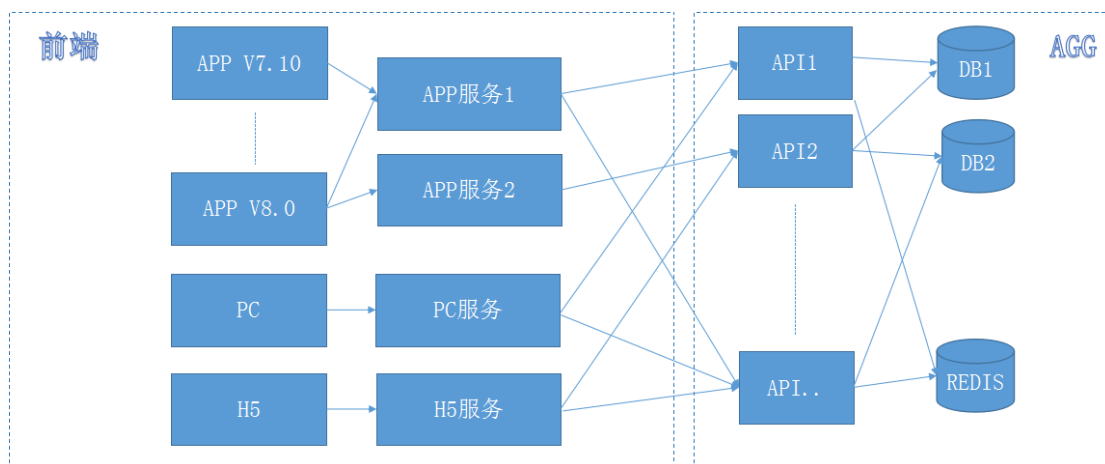 前端
APP V7.10
APP V8.0
PC
H5
APP服务1
APP服务2
PC服务
H5服务
AGG
API1
API2
API..
DB1
DB2
REDIS